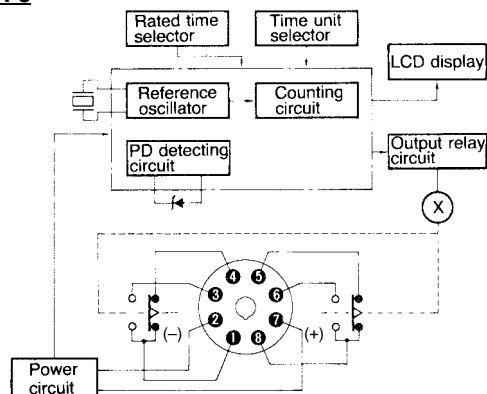 Rated time
selector
Time unit
selector
LCD display
Reference
oscillator
Counting
circuit
PD detecting
circuit
Output relay
circuit
X
4
5
3
6
2
7
1
8
(−)
(+)
Power
circuit